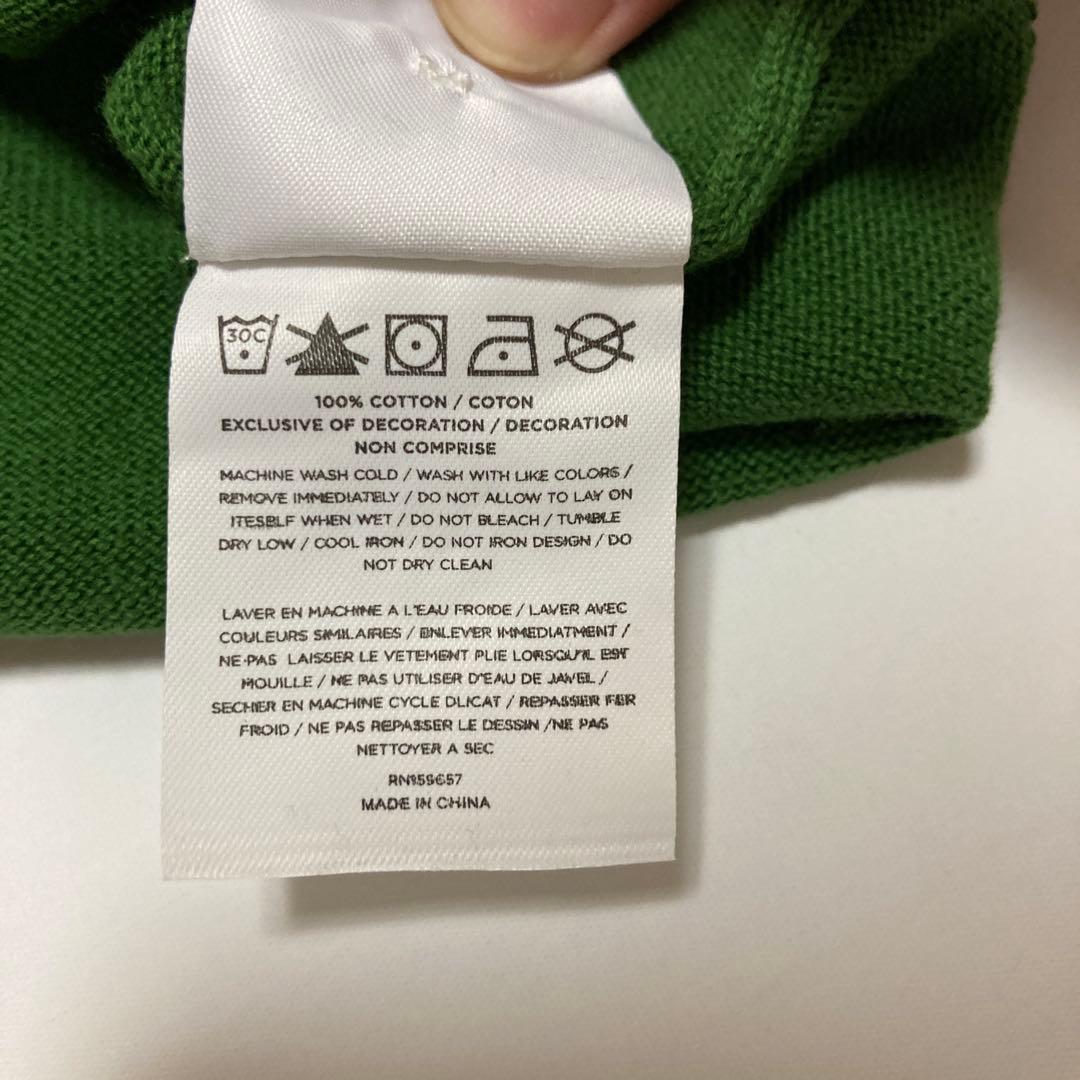 30C
100% COTTON / COTON
EXCLUSIVE OF DECORATION / DECORATION
NON COMPRISE
MACHINE WASH COLD / WASH WITH LIKE COLORS /
REMOVE IMMEDIATELY / DO NOT ALLOW TO LAY ON
ITESELF WHEN WET / DO NOT BLEACH / TUMBLE
DRY LOW / COOL IRON / DO NOT IRON DESIGN / DO
NOT DRY CLEAN
LAVER EN MACHINE A L'EAU FROIDE / LAVER AVEC
COULEURS SIMILAIRES / ENLEVER IMMEDIATMENT /
NE PAS LAISSER LE VETEMENT PLIE LORSQU'IL EST
MOUILLE / NE PAS UTILISER D'EAU DE JAVEL /
SECHER EN MACHINE CYCLE DLICAT / REPASSER FER
FROID / NE PAS REPASSER LE DESSIN /NE PAS
NETTOYER A SEC
RN159657
MADE IN CHINA